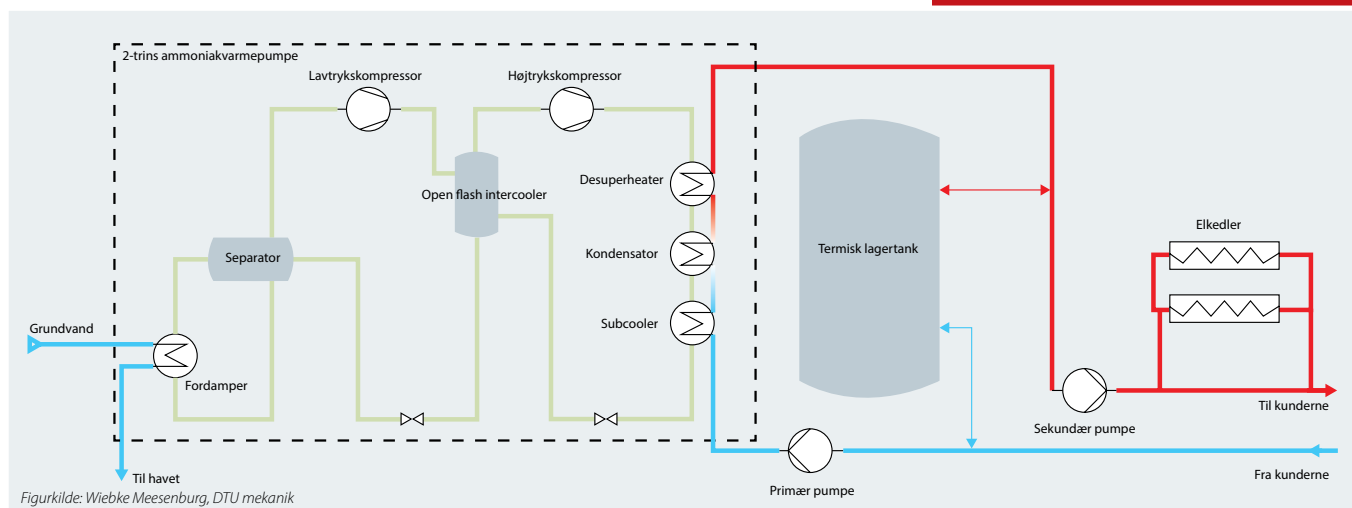 2-trins ammoniakvarmepumpe
Lavtrykskompressor
Højtrykskompressor
Desuperheater
Open flash intercooler
Kondensator
Separator
Subcooler
Grundvand
Fordamper
Til havet
Termisk lagertank
Elkedler
Til kunderne
Sekundær pumpe
Fra kunderne
Primær pumpe
Figurkilde: Wiebke Meesenburg, DTU mekanik